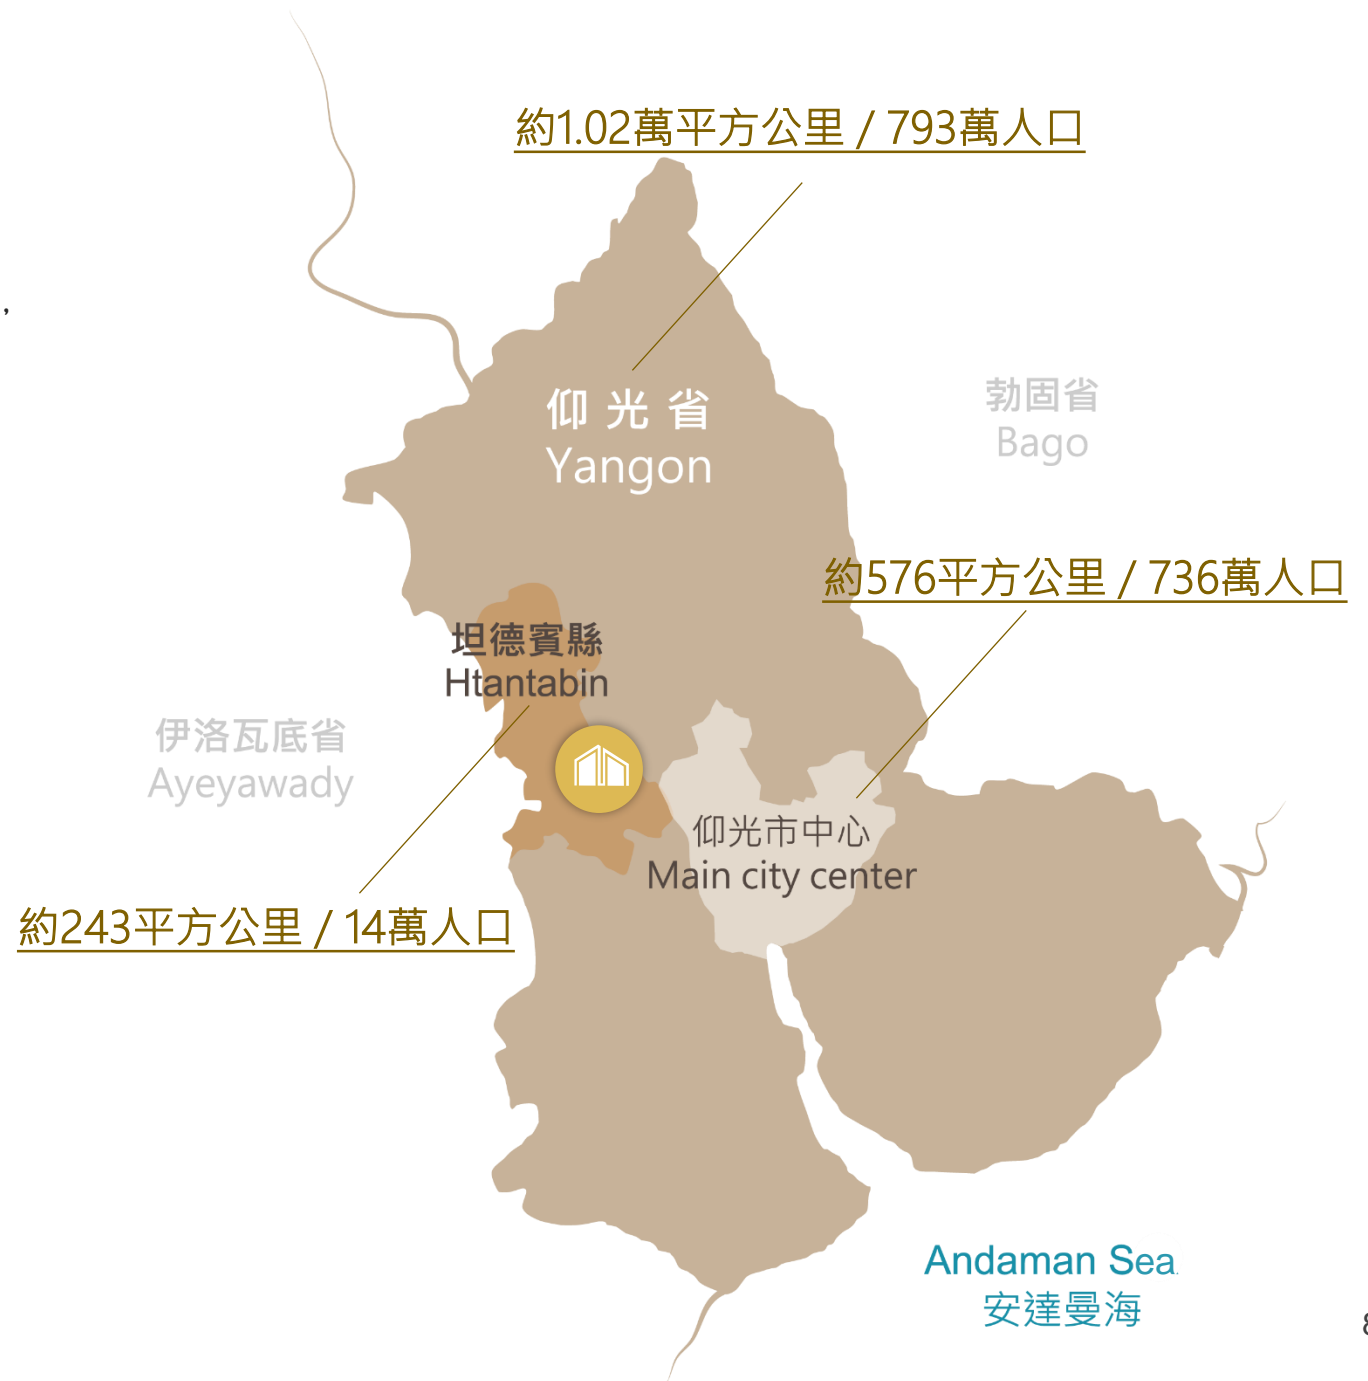 約1.02萬平方公里 / 793萬人口
,
仰光省
Yangon
勃固省
Bago
約576平方公里 / 736萬人口
坦德賓縣
Htantabin
伊洛瓦底省
Ayeyawady
仰光市中心
Main city center
約243平方公里 / 14萬人口
Andaman Sea
安達曼海